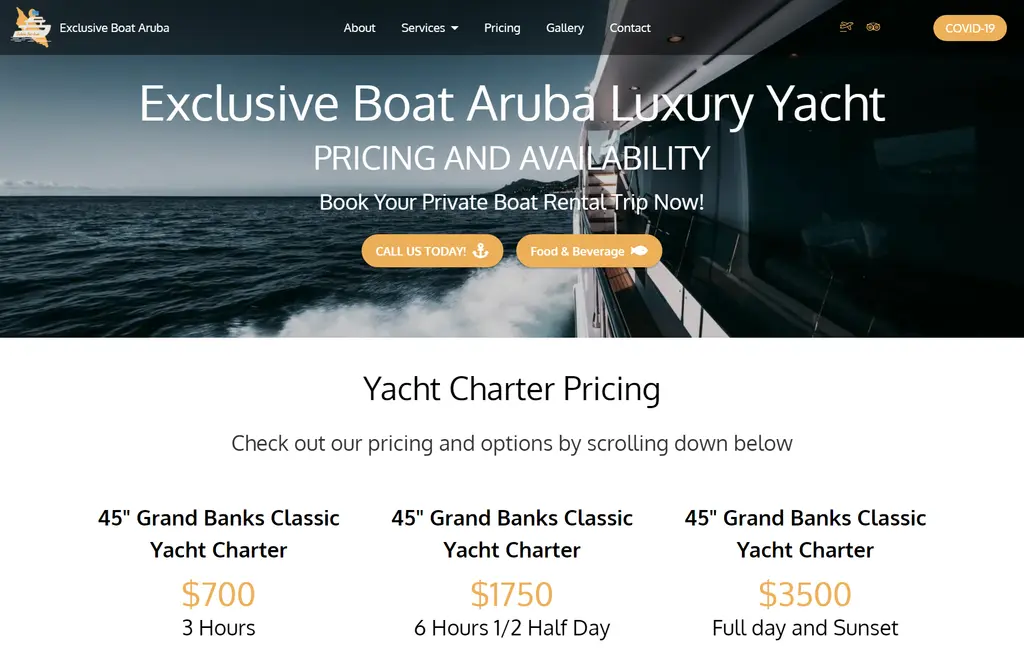 Exclusive Boat Aruba
About
Services
Pricing
Gallery
Contact
COVID-19
Exclusive Boat Aruba Luxury Yacht
PRICING AND AVAILABILITY
Book Your Private Boat Rental Trip Now!
CALL US TODAY!
Food & Beverage
Yacht Charter Pricing
Check out our pricing and options by scrolling down below
45" Grand Banks Classic
Yacht Charter
$700
3 Hours
45" Grand Banks Classic
Yacht Charter
$1750
6 Hours 1/2 Half Day
45" Grand Banks Classic
Yacht Charter
$3500
Full day and Sunset